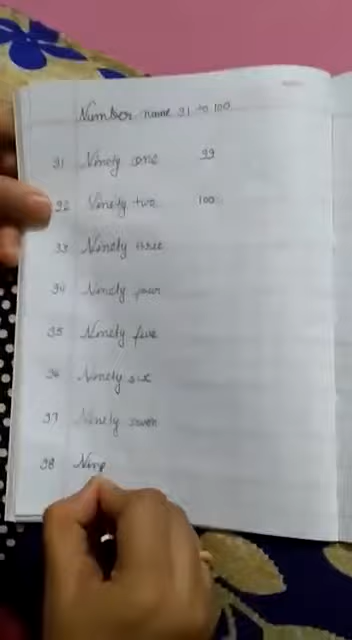 Number name 91 to 100
91 Ninety one 99
92 Ninety two 100
93 Ninety three
94 Ninety four
95 Ninety five
96 Ninety six
97 Ninety seven
98 Nine